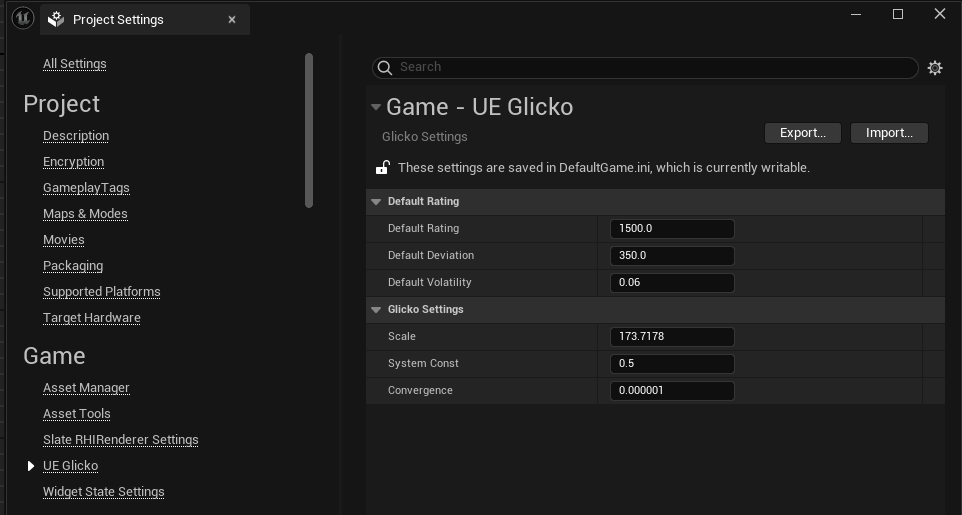 Project Settings
All Settings
Project
Description
Encryption
GameplayTags
Maps & Modes
Movies
Packaging
Supported Platforms
Target Hardware
Game
Asset Manager
Asset Tools
Slate RHIRenderer Settings
UE Glicko
Widget State Settings
Search
Game - UE Glicko
Glicko Settings
Export...
Import...
These settings are saved in DefaultGame.ini, which is currently writable.
Default Rating
Default Rating 1500.0
Default Deviation 350.0
Default Volatility 0.06
Glicko Settings
Scale 173.7178
System Const 0.5
Convergence 0.000001